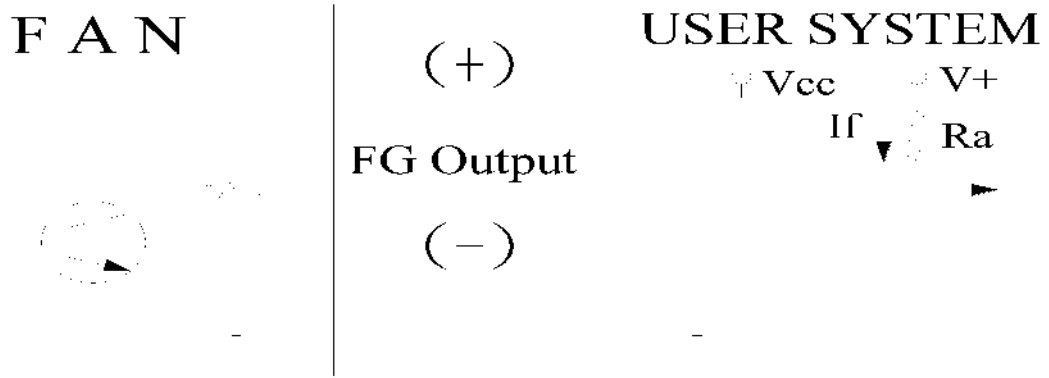 F A N
USER SYSTEM
(+)
Vcc
V+
If
Ra
FG Output
(−)